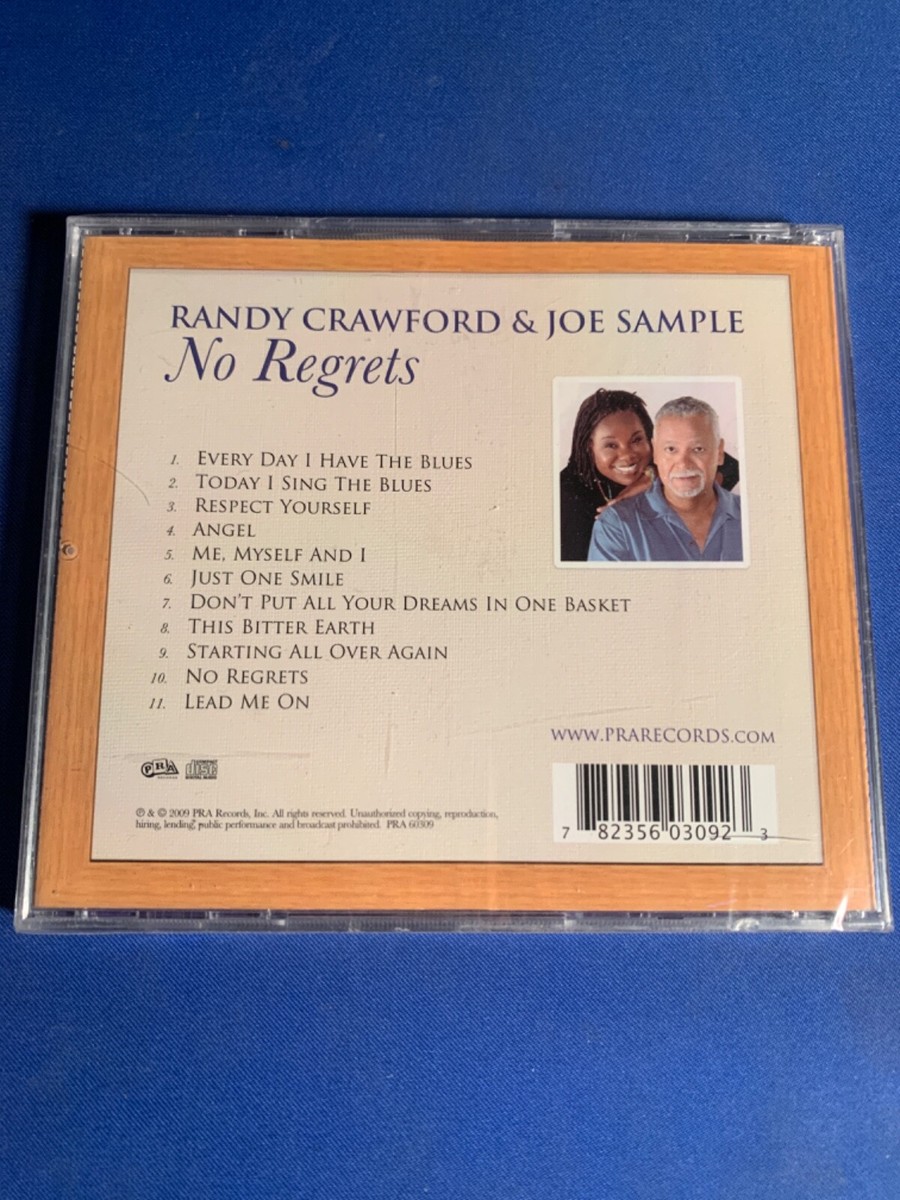 RANDY CRAWFORD & JOE SAMPLE
No Regrets
1. EVERY DAY I HAVE THE BLUES
2. TODAY I SING THE BLUES
3. RESPECT YOURSELF
4. ANGEL
5. ME, MYSELF AND I
6. JUST ONE SMILE
7. DON'T PUT ALL YOUR DREAMS IN ONE BASKET
8. THIS BITTER EARTH
9. STARTING ALL OVER AGAIN
10. NO REGRETS
11. LEAD ME ON
WWW.PRARECORDS.COM
PRA
COMPACT disc DIGITAL AUDIO
℗ & © 2009 PRA Records, Inc. All rights reserved. Unauthorized copying, reproduction,
hiring, lending, public performance and broadcast prohibited. PRA 60309
7 82356 03092 3